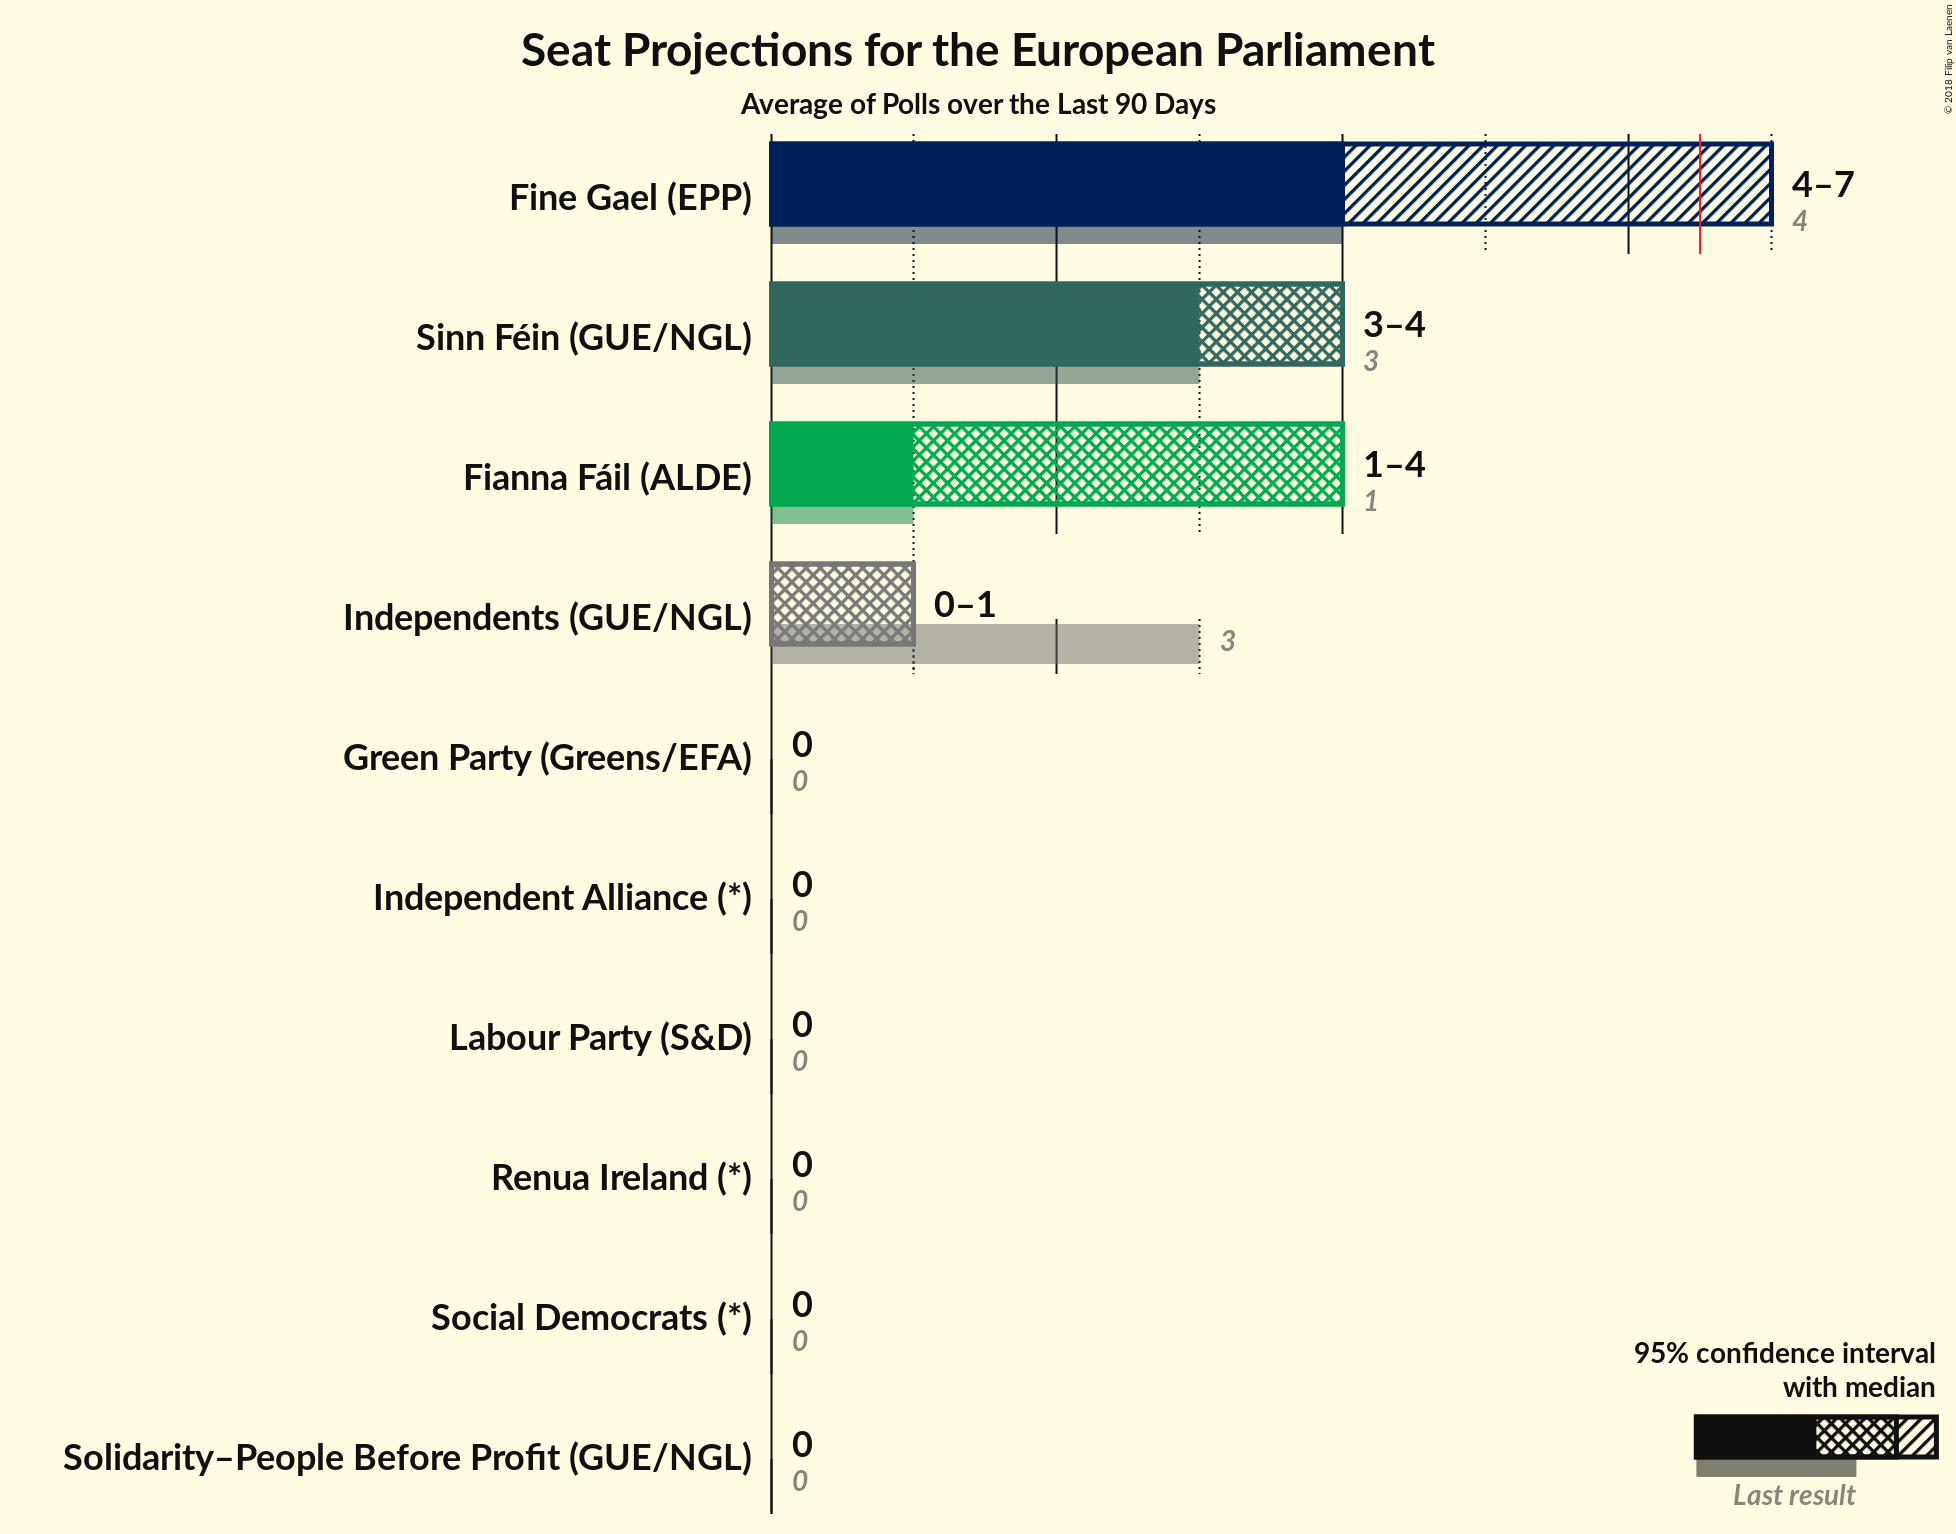 Seat Projections for the European Parliament
Average of Polls over the Last 90 Days
© 2018 Filip van Laenen
Fine Gael (EPP)
4–7
4
Sinn Féin (GUE/NGL)
3–4
3
Fianna Fáil (ALDE)
1–4
1
Independents (GUE/NGL)
0–1
3
Green Party (Greens/EFA)
0
0
Independent Alliance (*)
0
0
Labour Party (S&D)
0
0
Renua Ireland (*)
0
0
Social Democrats (*)
0
0
Solidarity–People Before Profit (GUE/NGL)
0
0
95% confidence interval
with median
Last result